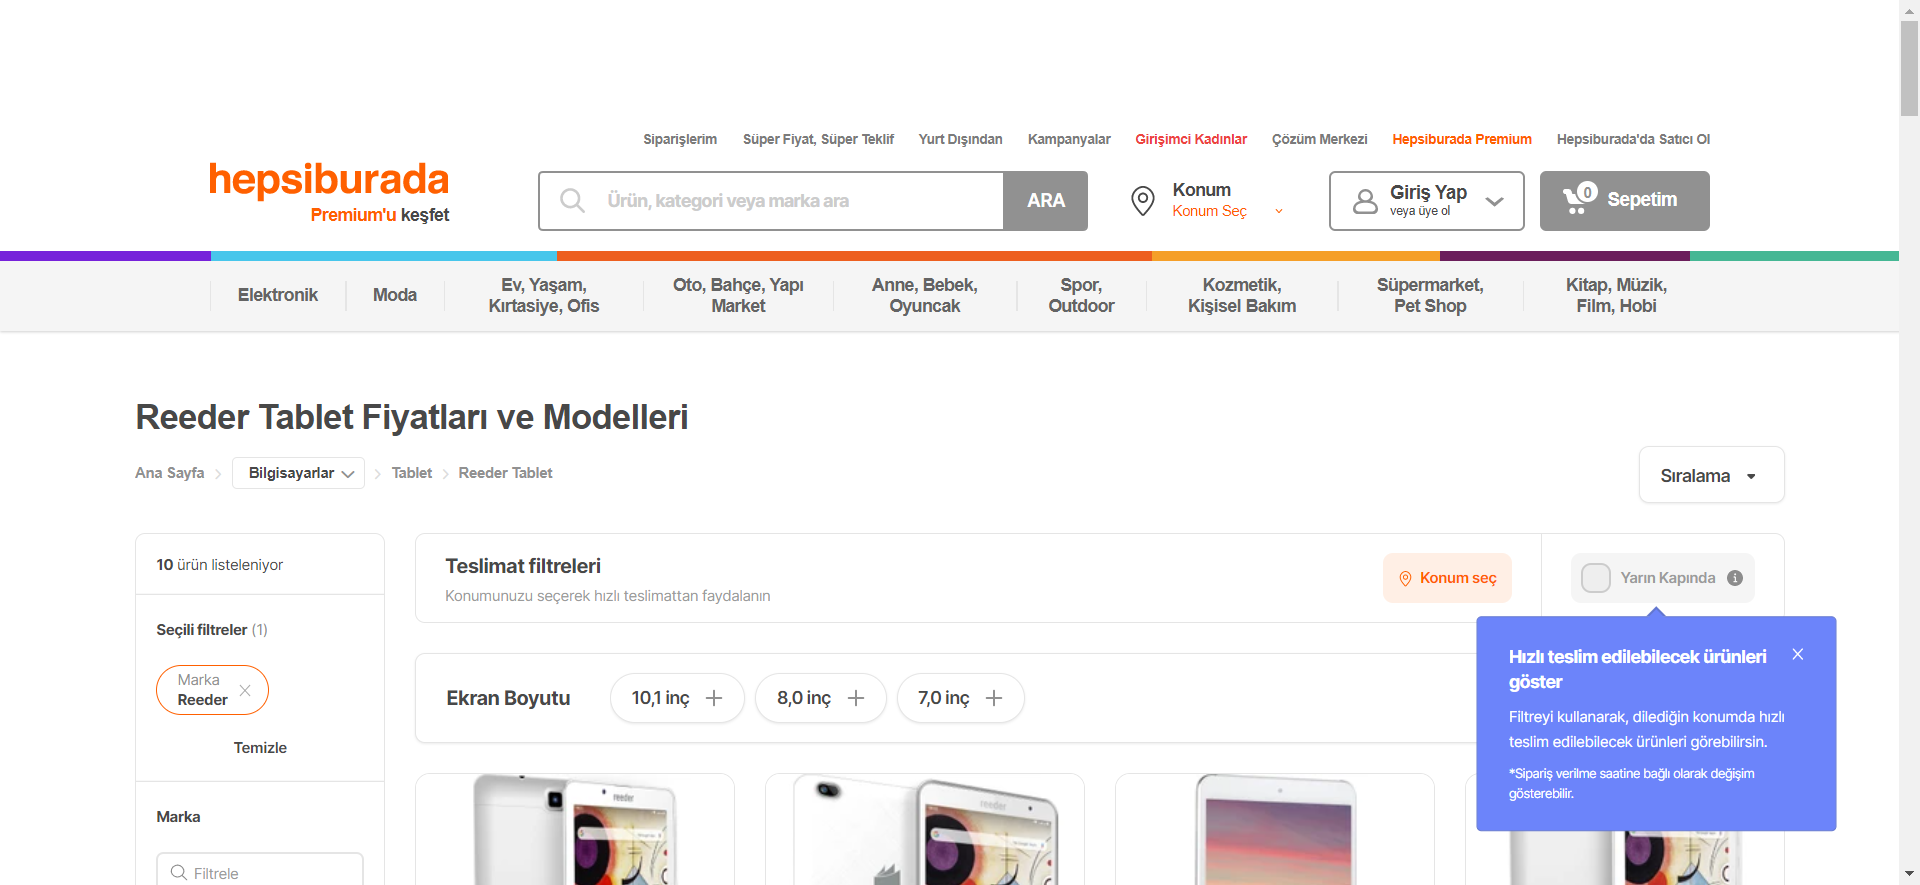 Siparişlerim Süper Fiyat, Süper Teklif Yurt Dışından Kampanyalar Girişimci Kadınlar Çözüm Merkezi Hepsiburada Premium Hepsiburada'da Satıcı Ol
hepsiburada
Premium'u keşfet
Ürün, kategori veya marka ara
ARA
Konum
Konum Seç
Giriş Yap
veya üye ol
0
Sepetim
Elektronik
Moda
Ev, Yaşam,
Kırtasiye, Ofis
Oto, Bahçe, Yapı
Market
Anne, Bebek,
Oyuncak
Spor,
Outdoor
Kozmetik,
Kişisel Bakım
Süpermarket,
Pet Shop
Kitap, Müzik,
Film, Hobi
Reeder Tablet Fiyatları ve Modelleri
Ana Sayfa Bilgisayarlar Tablet Reeder Tablet
Sıralama
10 ürün listeleniyor
Seçili filtreler (1)
Marka
Reeder
Temizle
Marka
Filtrele
Teslimat filtreleri
Konumunuzu seçerek hızlı teslimattan faydalanın
Konum seç
Yarın Kapında
Hızlı teslim edilebilecek ürünleri
göster
Filtreyi kullanarak, dilediğin konumda hızlı
teslim edilebilecek ürünleri görebilirsin.
*Sipariş verilme saatine bağlı olarak değişim
gösterebilir.
Ekran Boyutu
10,1 inç
8,0 inç
7,0 inç
reeder
reeder